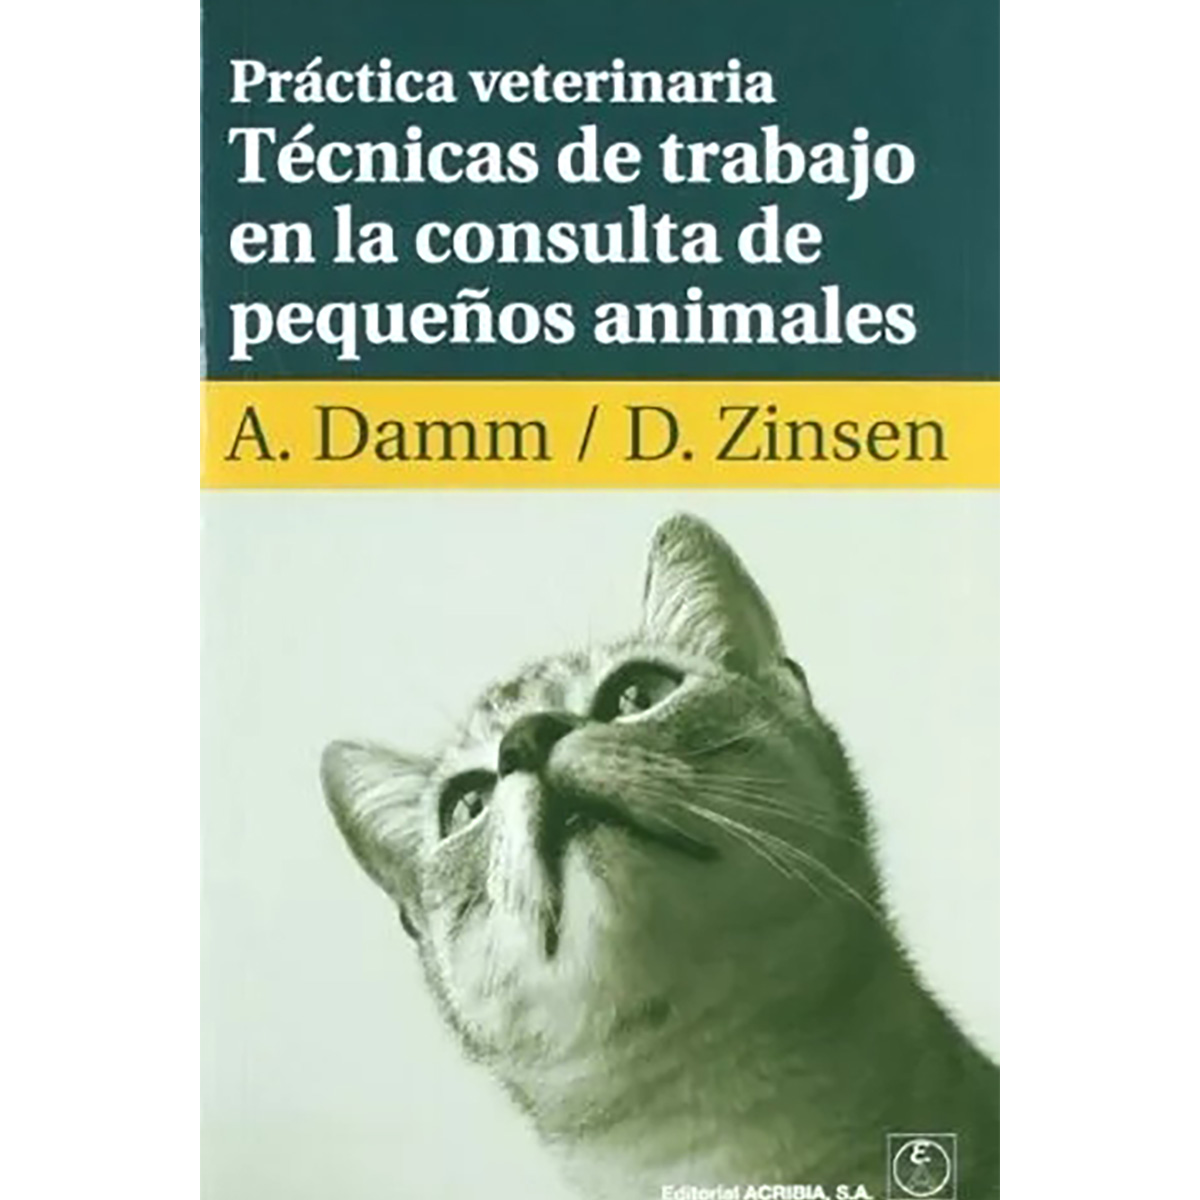 Práctica veterinaria
Técnicas de trabajo
en la consulta de
pequeños animales
A. Damm / D. Zinsen
Editorial ACRIBIA, S.A.